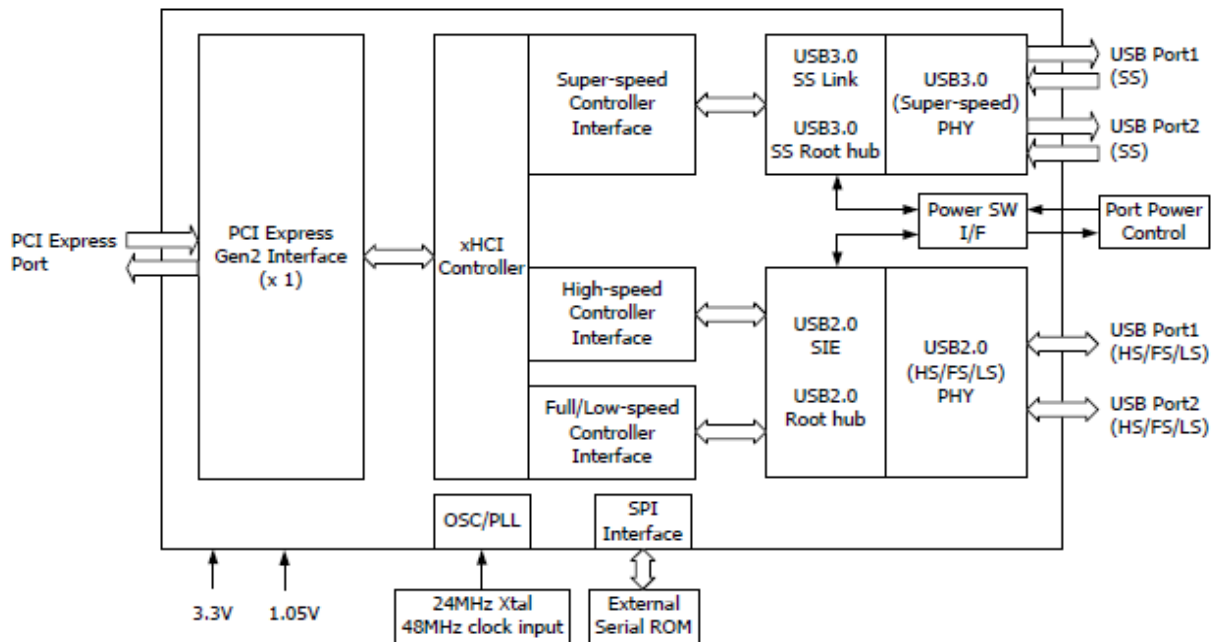 PCI Express
Port
PCI Express
Gen2 Interface
(x 1)
xHCI
Controller
Super-speed
Controller
Interface
High-speed
Controller
Interface
Full/Low-speed
Controller
Interface
USB3.0
SS Link
USB3.0
SS Root hub
USB3.0
(Super-speed)
PHY
USB Port1
(SS)
USB Port2
(SS)
Power SW
I/F
Port Power
Control
USB2.0
SIE
USB2.0
Root hub
USB2.0
(HS/FS/LS)
PHY
USB Port1
(HS/FS/LS)
USB Port2
(HS/FS/LS)
OSC/PLL
SPI
Interface
3.3V
1.05V
24MHz Xtal
48MHz clock input
External
Serial ROM